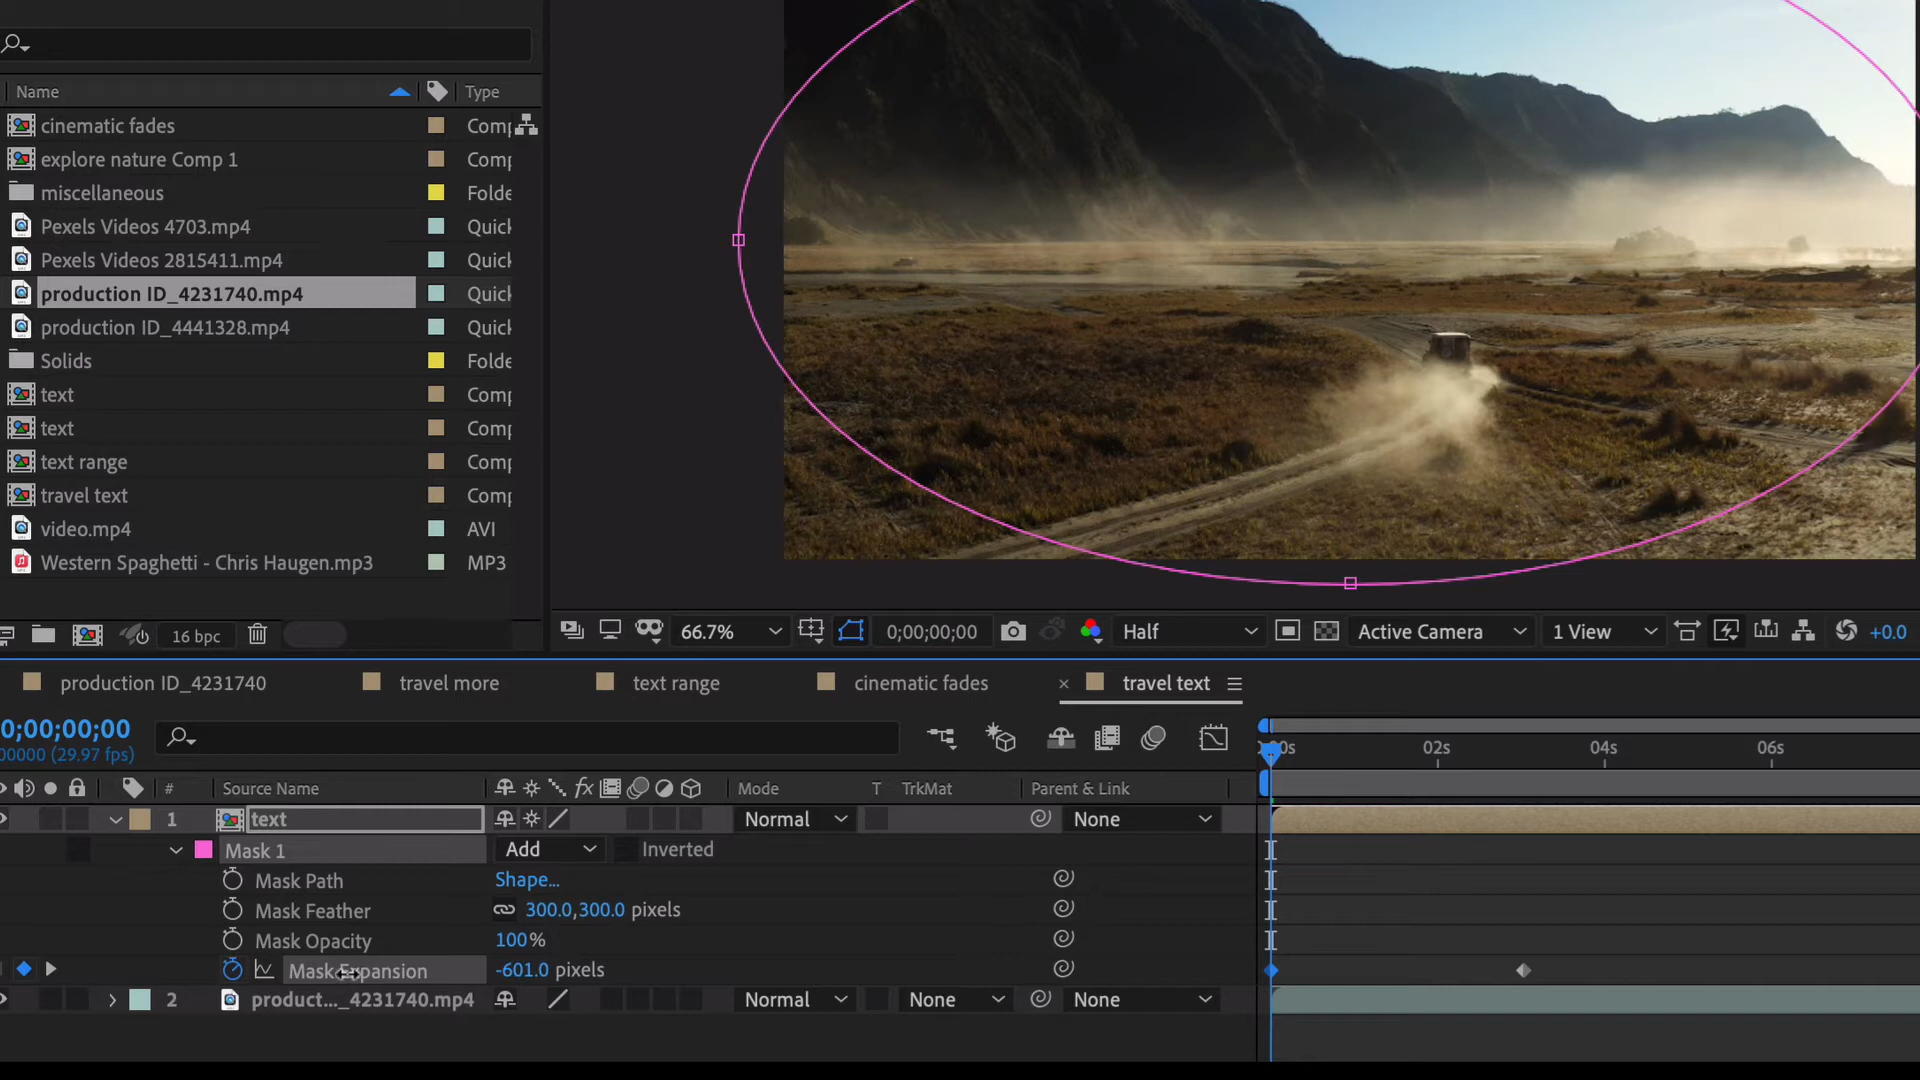 Name Type
cinematic fades Comp
explore nature Comp 1 Comp
miscellaneous Folde
Pexels Videos 4703.mp4 Quick
Pexels Videos 2815411.mp4 Quick
production ID_4231740.mp4 Quick
production ID_4441328.mp4 Quick
Solids Folde
text Comp
text Comp
text range Comp
travel text Comp
video.mp4 AVI
Western Spaghetti - Chris Haugen.mp3 MP3
16 bpc 66.7% 0;00;00;00 Half Active Camera 1 View +0.0
production ID_4231740 travel more text range cinematic fades × travel text
0;00;00;00
00000 (29.97 fps)
:00s 02s 04s 06s
# Source Name fx Mode T TrkMat Parent & Link
1 text Normal None
Mask 1 Add Inverted
Mask Path Shape...
Mask Feather 300.0,300.0 pixels
Mask Opacity 100%
Mask Expansion -601.0 pixels
2 product..._4231740.mp4 Normal None None